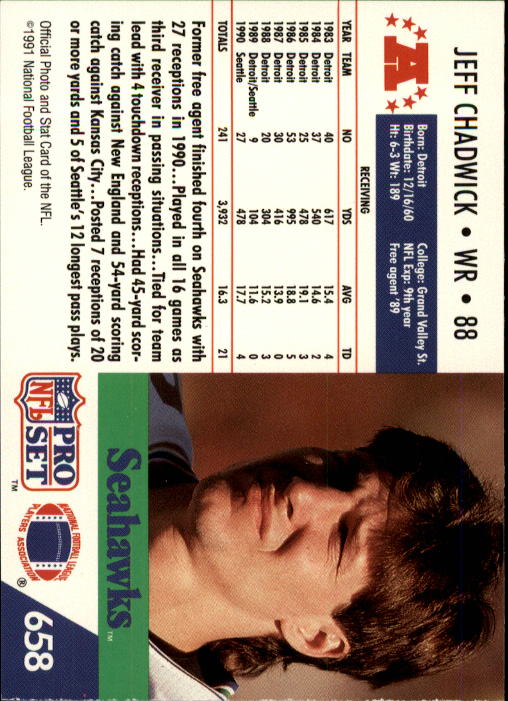 JEFF CHADWICK • WR • 88
A
Born: Detroit College: Grand Valley St.
Birthdate: 12/16/60 NFL Exp: 9th year
Ht: 6-3 Wt: 189 Free agent '89
RECEIVING
YEAR TEAM NO YDS AVG TD
1983 Detroit 40 617 15.4 4
1984 Detroit 37 540 14.6 2
1985 Detroit 25 478 19.1 3
1986 Detroit 53 995 18.8 5
1987 Detroit 30 416 13.9 0
1988 Detroit 20 304 15.2 3
1989 Detroit/Seattle 9 104 11.6 0
1990 Seattle 27 478 17.7 4
TOTALS 241 3,932 16.3 21
Former free agent finished fourth on Seahawks with
27 receptions in 1990...Played in all 16 games as
third receiver in passing situations...Tied for team
lead with 4 touchdown receptions...Had 45-yard scor-
ing catch against New England and 54-yard scoring
catch against Kansas City...Posted 7 receptions of 20
or more yards and 5 of Seattle's 12 longest pass plays.
Official Photo and Stat Card of the NFL.
©1991 National Football League.
Seahawks™
NFL PRO SET™
NATIONAL FOOTBALL LEAGUE PLAYERS ASSOCIATION ®
658